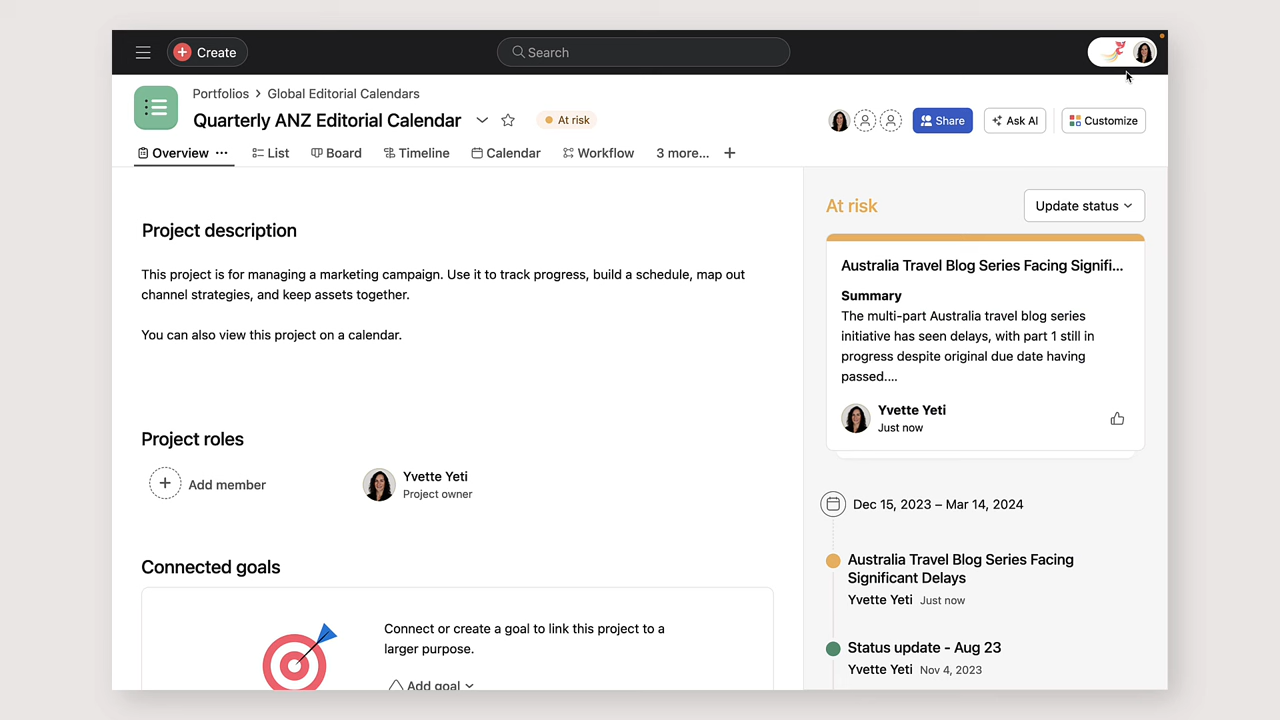 Create
Search
Portfolios > Global Editorial Calendars
Quarterly ANZ Editorial Calendar
At risk
Share
Ask AI
Customize
Overview ...
List
Board
Timeline
Calendar
Workflow
3 more...
Project description
This project is for managing a marketing campaign. Use it to track progress, build a schedule, map out
channel strategies, and keep assets together.
You can also view this project on a calendar.
Project roles
Add member
Yvette Yeti
Project owner
Connected goals
Connect or create a goal to link this project to a
larger purpose.
Add goal
At risk
Update status
Australia Travel Blog Series Facing Signifi...
Summary
The multi-part Australia travel blog series
initiative has seen delays, with part 1 still in
progress despite original due date having
passed....
Yvette Yeti
Just now
Dec 15, 2023 – Mar 14, 2024
Australia Travel Blog Series Facing
Significant Delays
Yvette Yeti Just now
Status update - Aug 23
Yvette Yeti Nov 4, 2023